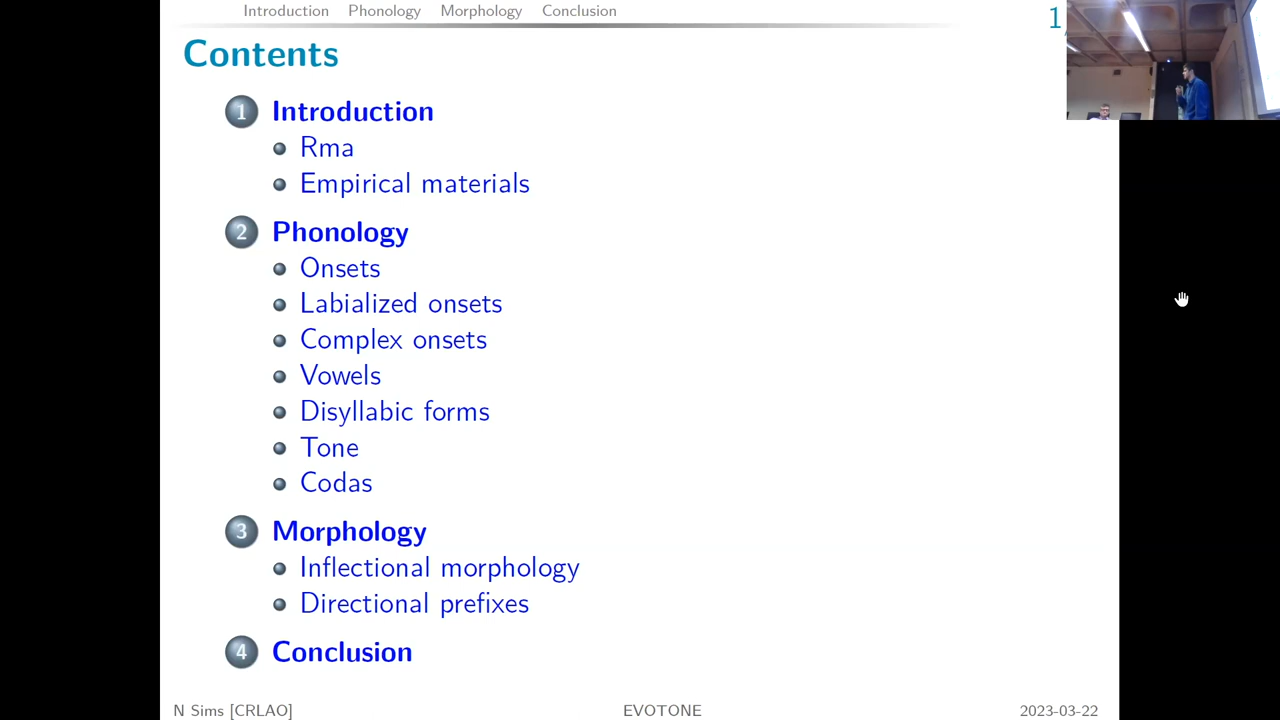 Introduction Phonology Morphology Conclusion
1
Contents
1 Introduction
Rma
Empirical materials
2 Phonology
Onsets
Labialized onsets
Complex onsets
Vowels
Disyllabic forms
Tone
Codas
3 Morphology
Inflectional morphology
Directional prefixes
4 Conclusion
N Sims [CRLAO] EVOTONE 2023-03-22